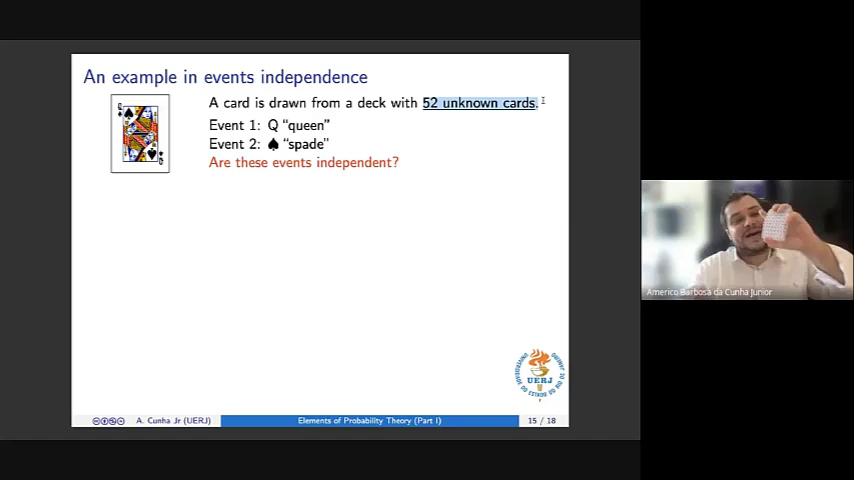 An example in events independence
A card is drawn from a deck with 52 unknown cards.
Event 1: Q “queen”
Event 2: ♠ “spade”
Are these events independent?
Q
Q
UERJ
A. Cunha Jr (UERJ)
Elements of Probability Theory (Part I)
15 / 18
Americo Barbosa da Cunha Junior